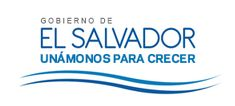 GOBIERNO DE
EL SALVADOR
UNÁMONOS PARA CRECER